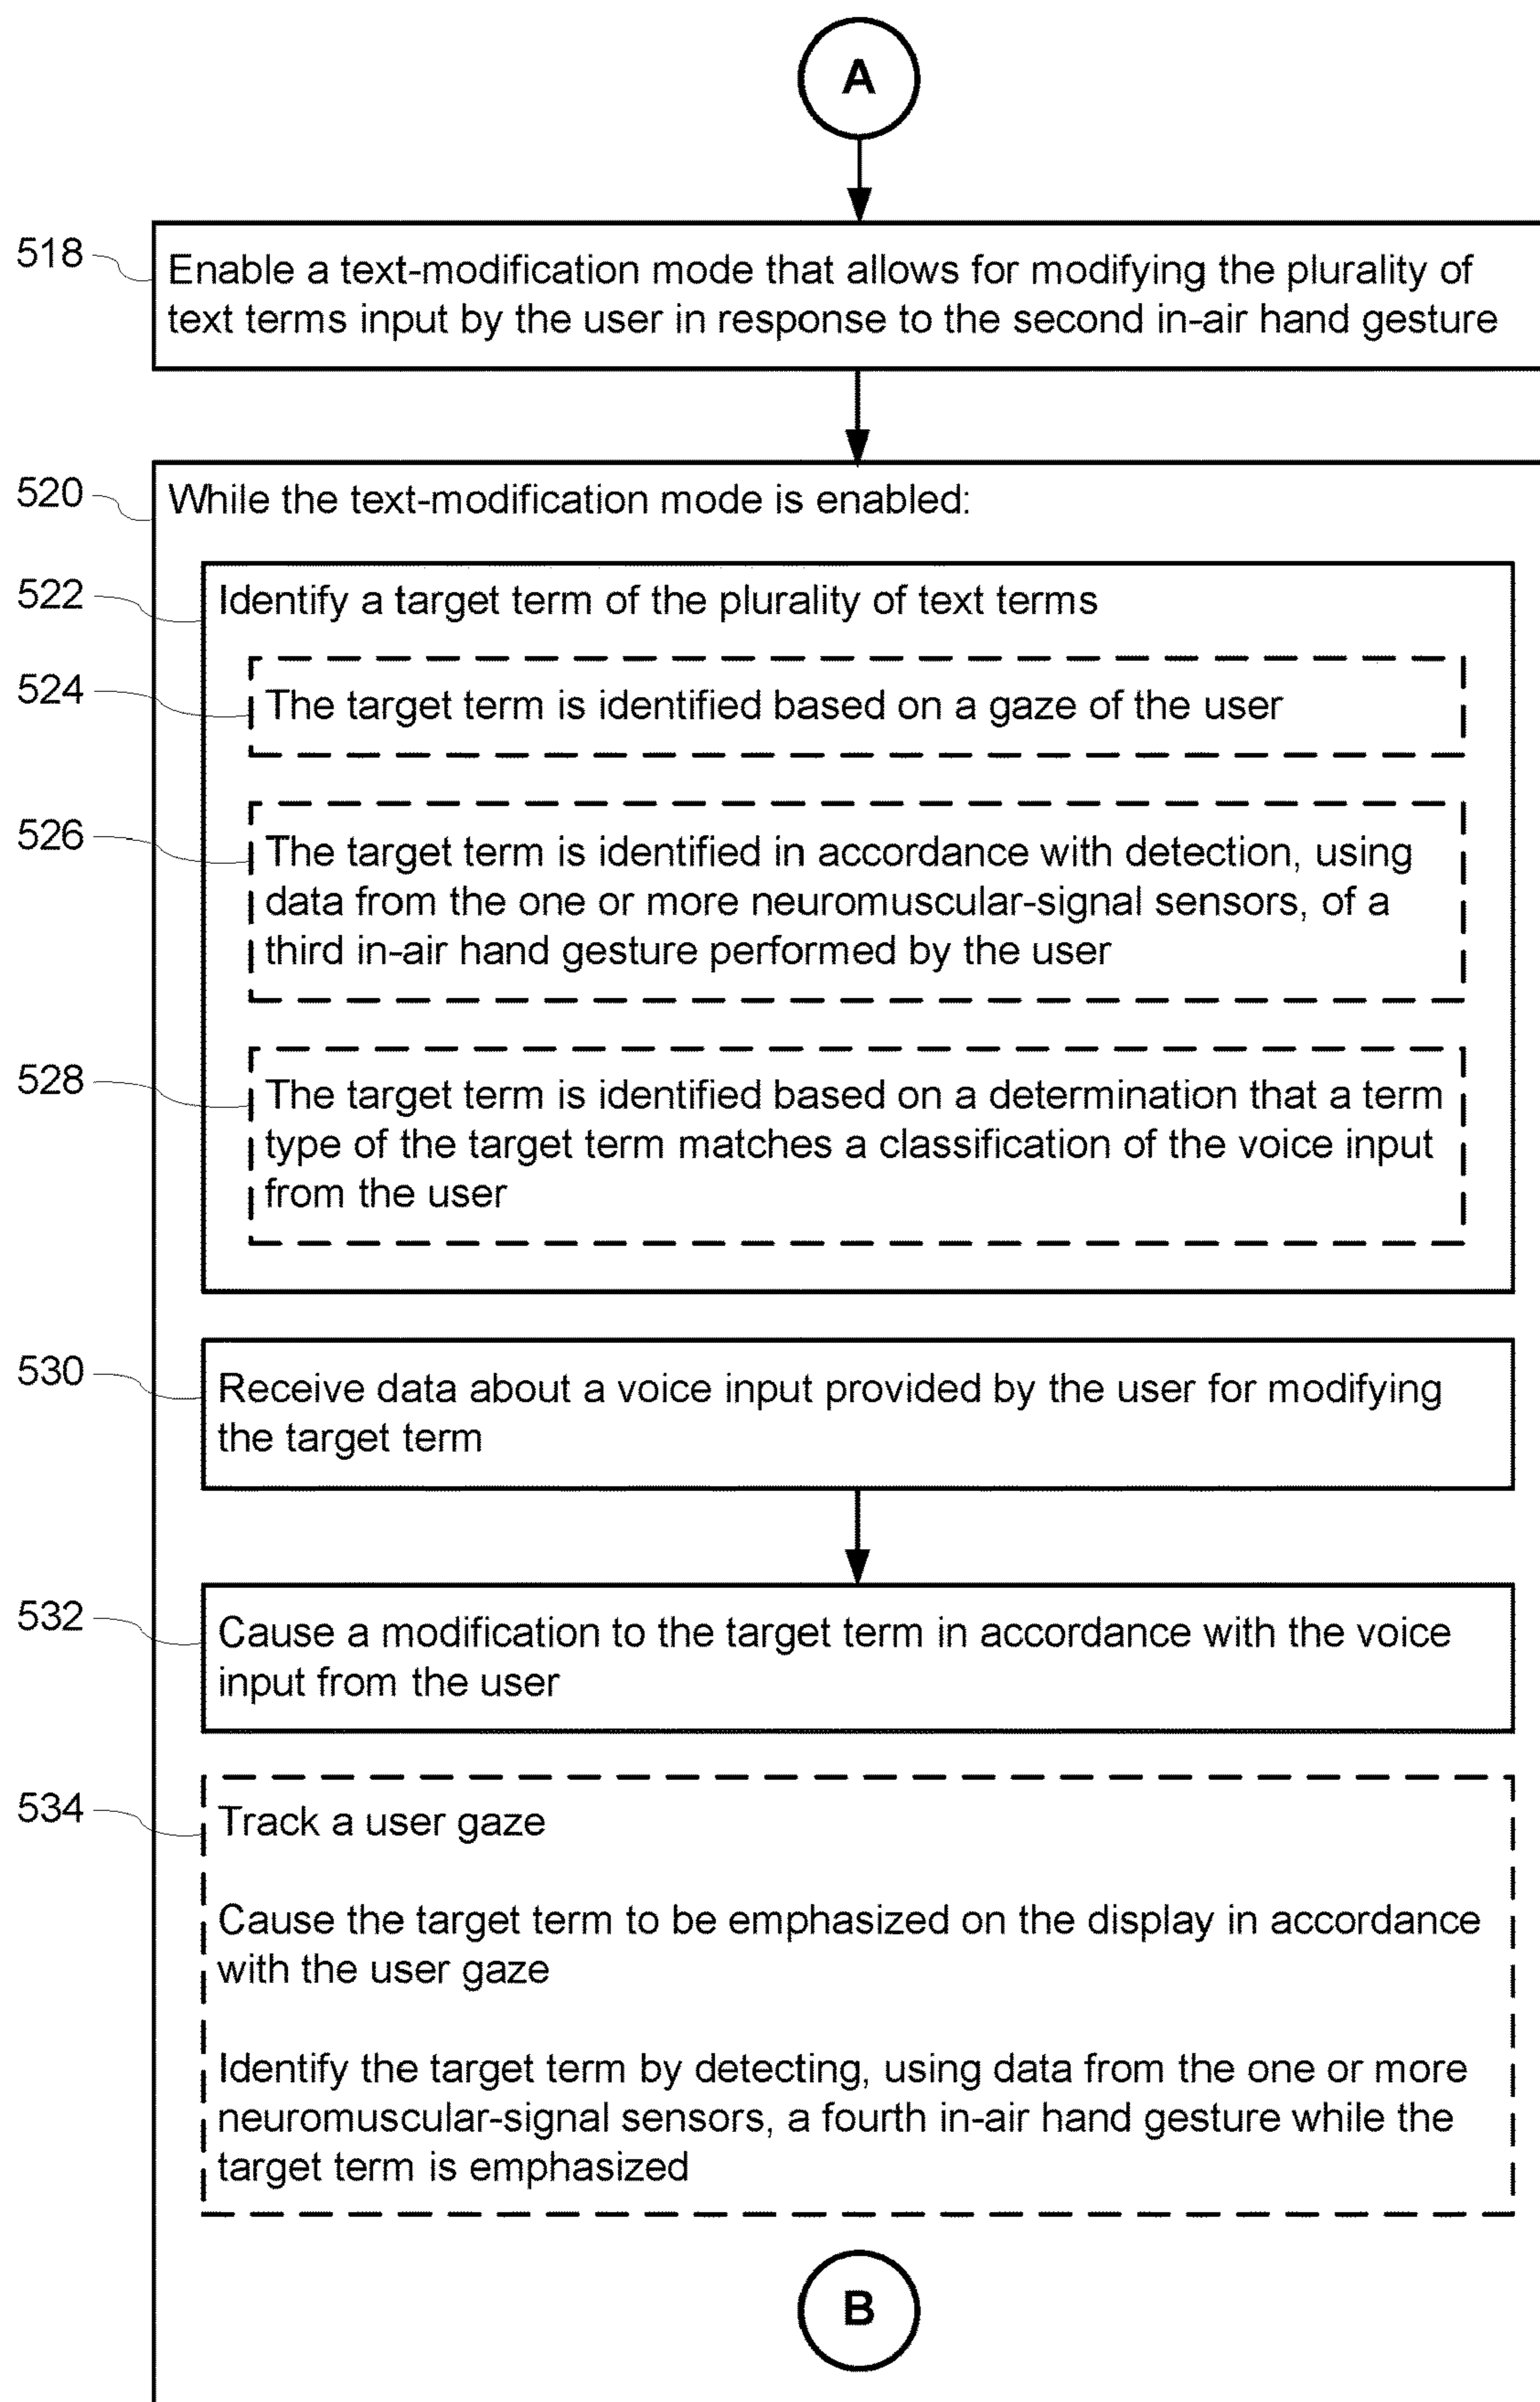 A
518
Enable a text-modification mode that allows for modifying the plurality of
text terms input by the user in response to the second in-air hand gesture
520
While the text-modification mode is enabled:
522
Identify a target term of the plurality of text terms
524
The target term is identified based on a gaze of the user
526
The target term is identified in accordance with detection, using
data from the one or more neuromuscular-signal sensors, of a
third in-air hand gesture performed by the user
528
The target term is identified based on a determination that a term
type of the target term matches a classification of the voice input
from the user
530
Receive data about a voice input provided by the user for modifying
the target term
532
Cause a modification to the target term in accordance with the voice
input from the user
534
Track a user gaze
Cause the target term to be emphasized on the display in accordance
with the user gaze
Identify the target term by detecting, using data from the one or more
neuromuscular-signal sensors, a fourth in-air hand gesture while the
target term is emphasized
B